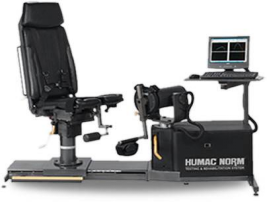 HUMAC NORM
TESTING & REHABILITATION SYSTEM